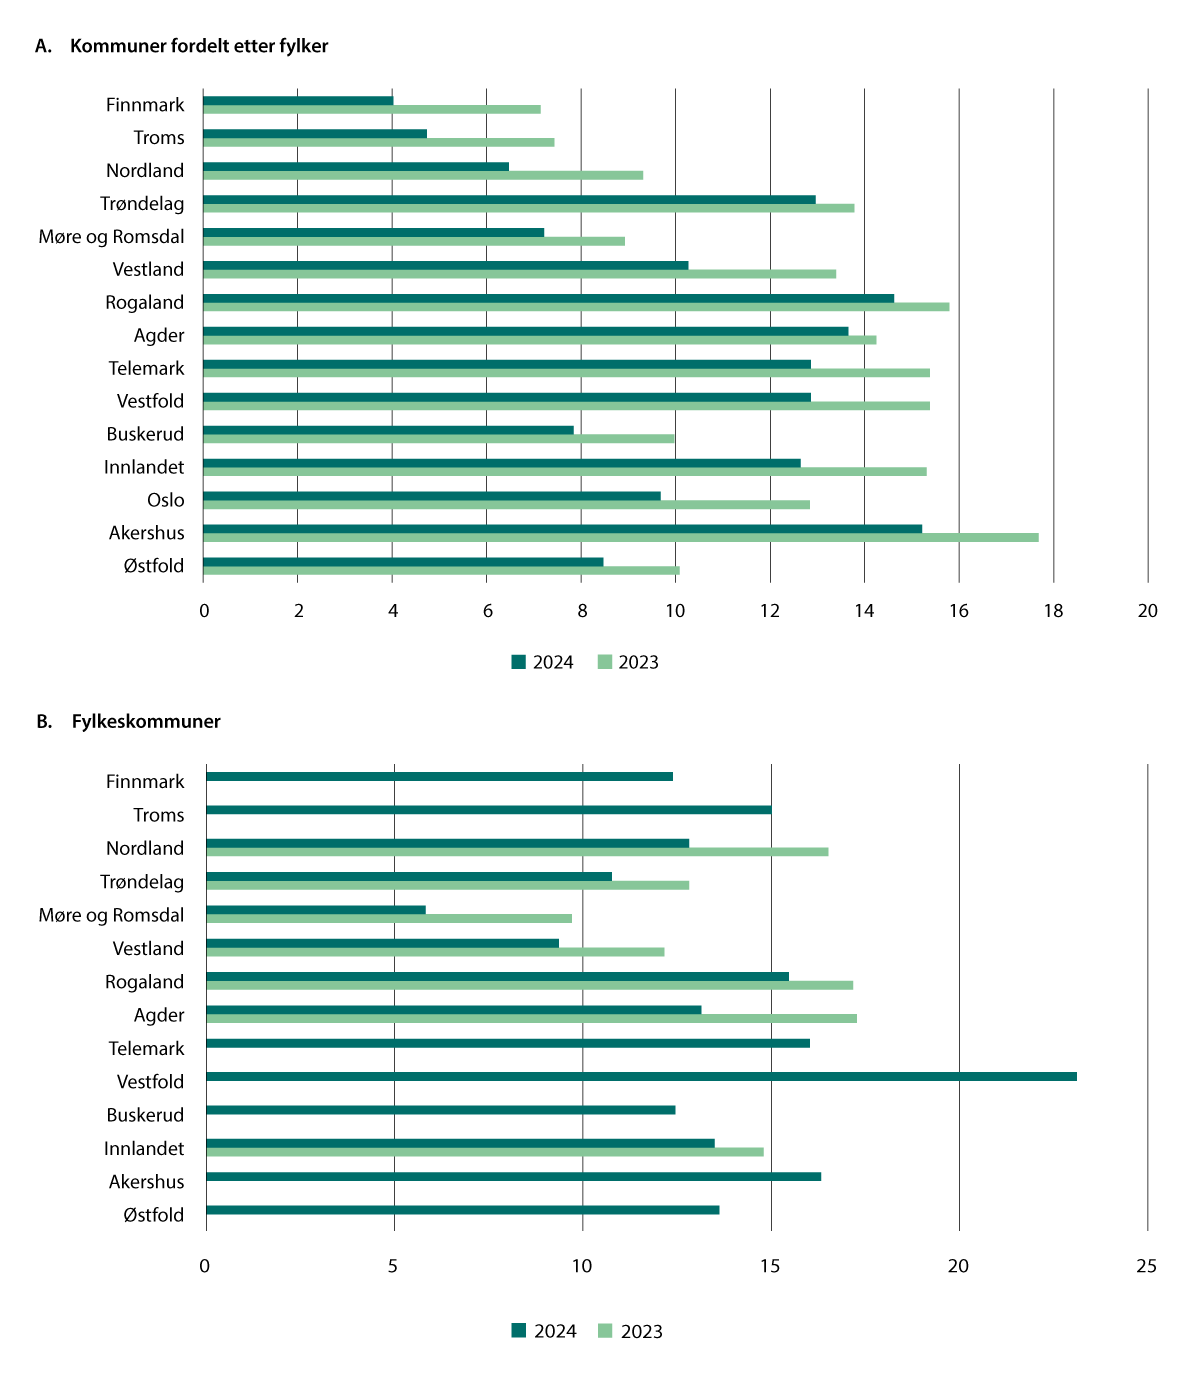 A. Kommuner fordelt etter fylker
Finnmark
Troms
Nordland
Trøndelag
Møre og Romsdal
Vestland
Rogaland
Agder
Telemark
Vestfold
Buskerud
Innlandet
Oslo
Akershus
Østfold
0 2 4 6 8 10 12 14 16 18 20
2024 2023
B. Fylkeskommuner
Finnmark
Troms
Nordland
Trøndelag
Møre og Romsdal
Vestland
Rogaland
Agder
Telemark
Vestfold
Buskerud
Innlandet
Akershus
Østfold
0 5 10 15 20 25
2024 2023